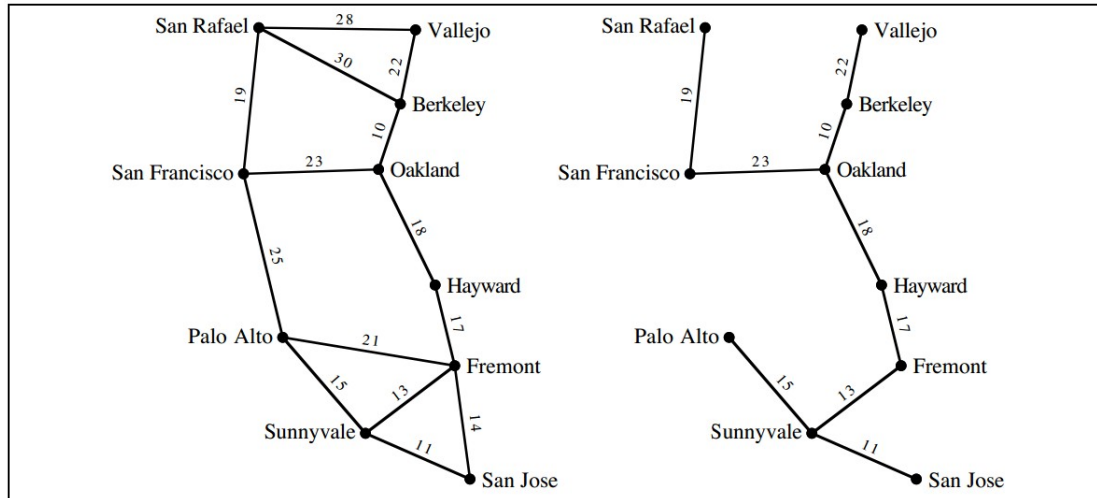 San Rafael
28
Vallejo
30
22
19
Berkeley
10
San Francisco
23
Oakland
18
25
Hayward
17
Palo Alto
21
Fremont
15
13
14
Sunnyvale
11
San Jose
San Rafael
Vallejo
22
19
Berkeley
10
San Francisco
23
Oakland
18
Hayward
17
Palo Alto
Fremont
15
13
Sunnyvale
11
San Jose